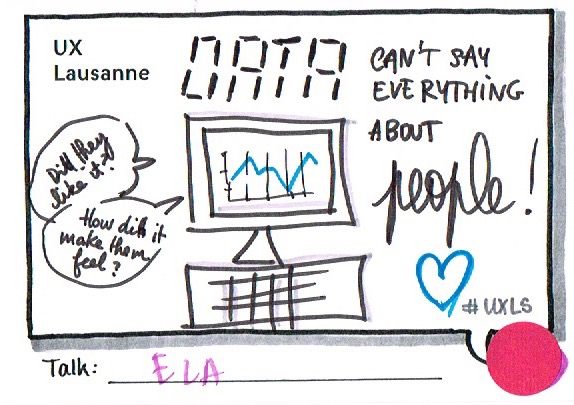 UX
Lausanne
DATA
CAN'T SAY
EVERYTHING
ABOUT
people!
Did they
like it?
How did it
make them
feel?
#UXLS
Talk: ELA